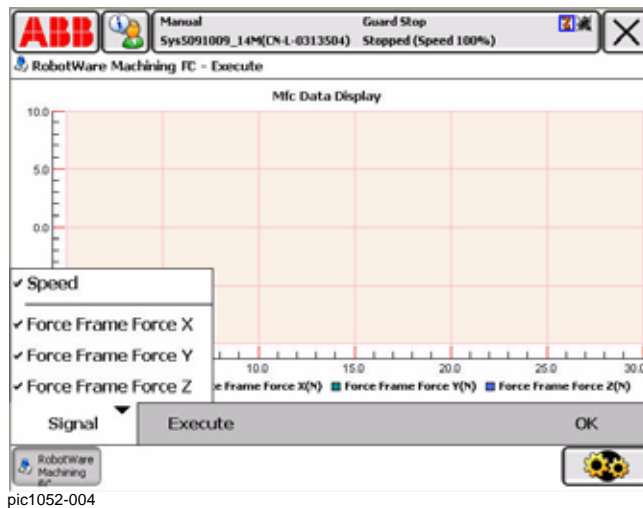 ABB
Manual
Guard Stop
Sys5091009_14M(CN-L-0313504)
Stopped (Speed 100%)
RobotWare Machining FC - Execute
Mfc Data Display
10.0
5.0
0.0
✓ Speed
✓ Force Frame Force X
✓ Force Frame Force Y
✓ Force Frame Force Z
10.0 15.0 20.0 25.0 30.0
Frame Force X(N) Force Frame Force Y(N) Force Frame Force Z(N)
Signal Execute OK
RobotWare
Machining
pic1052-004